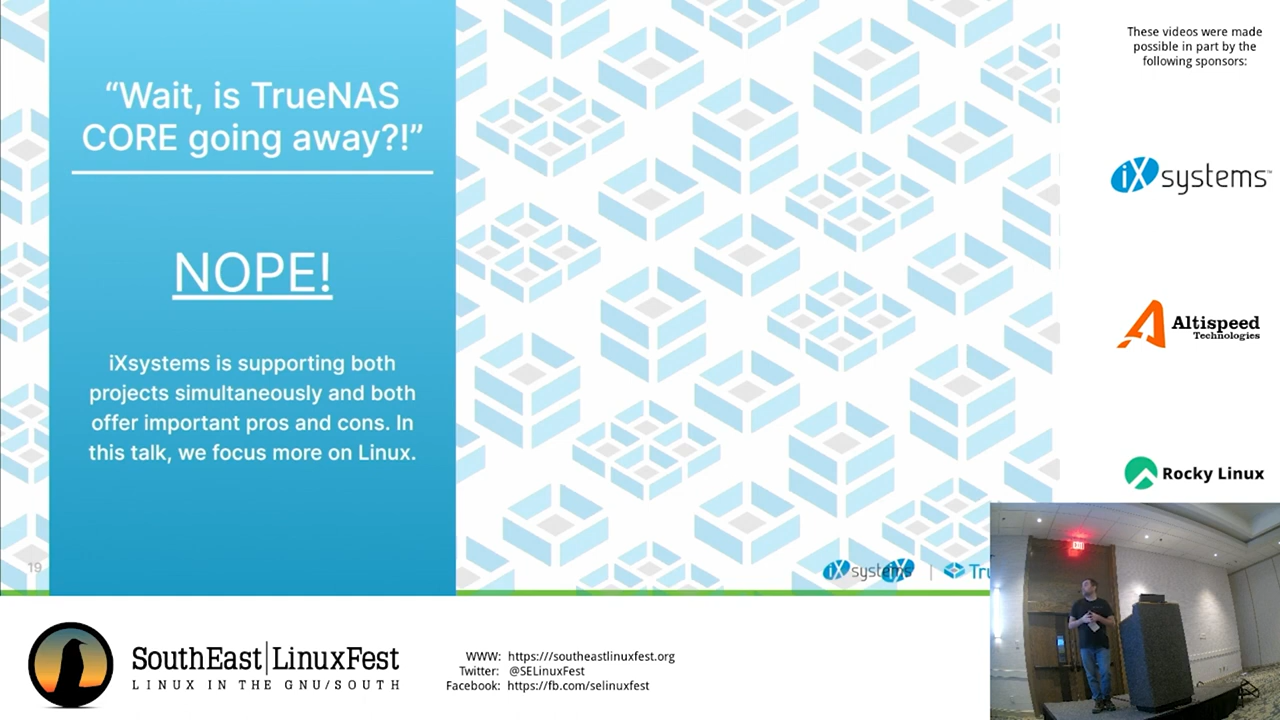 “Wait, is TrueNAS
CORE going away?!”
NOPE!
iXsystems is supporting both
projects simultaneously and both
offer important pros and cons. In
this talk, we focus more on Linux.
19
iXsystems
|
Tru
These videos were made
possible in part by the
following sponsors:
iXsystems™
Altispeed
Technologies
Rocky Linux
EXIT
SouthEast|LinuxFest
LINUX IN THE GNU/SOUTH
WWW: https://southeastlinuxfest.org
Twitter: @SELinuxFest
Facebook: https://fb.com/selinuxfest